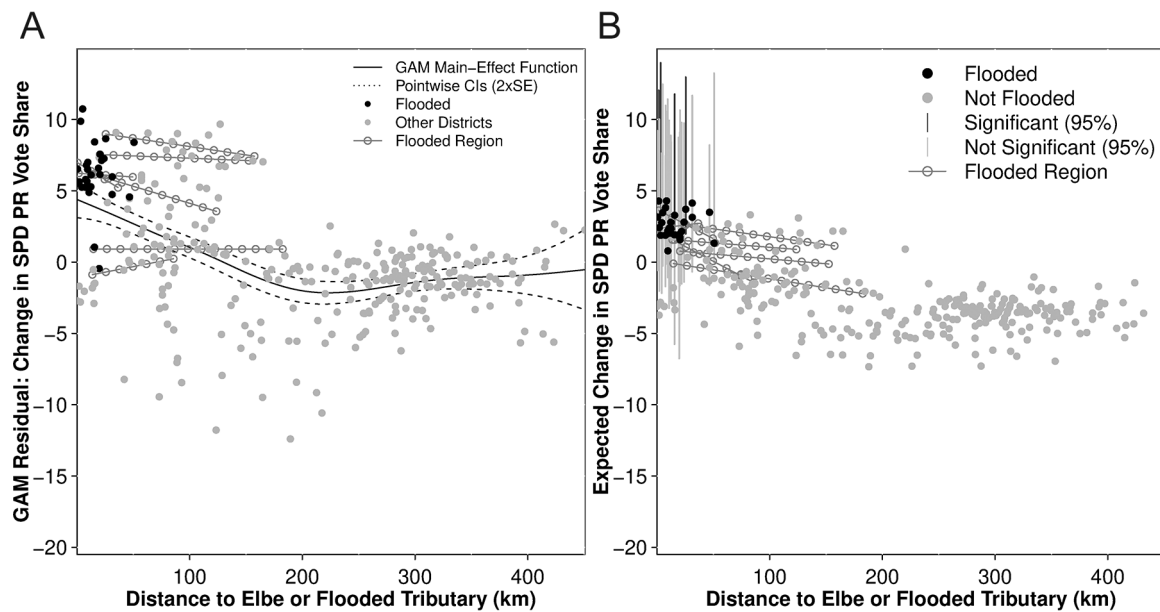 A
GAM Residual: Change in SPD PR Vote Share
10
5
0
−5
−10
−15
−20
GAM Main−Effect Function
Pointwise CIs (2xSE)
Flooded
Other Districts
Flooded Region
100 200 300 400
Distance to Elbe or Flooded Tributary (km)
B
Expected Change in SPD PR Vote Share
10
5
0
−5
−10
−15
−20
Flooded
Not Flooded
Significant (95%)
Not Significant (95%)
Flooded Region
100 200 300 400
Distance to Elbe or Flooded Tributary (km)